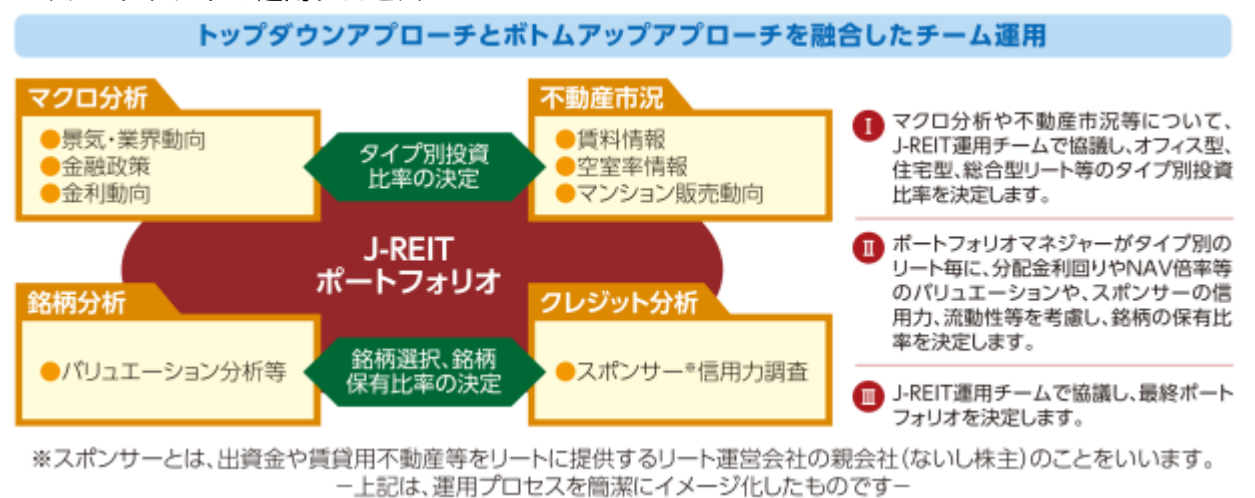 トップダウンアプローチとボトムアップアプローチを融合したチーム運用
マクロ分析
●景気・業界動向
●金融政策
●金利動向
タイプ別投資
比率の決定
不動産市況
●賃料情報
●空室率情報
●マンション販売動向
J-REIT
ポートフォリオ
銘柄分析
●バリュエーション分析等
銘柄選択、銘柄
保有比率の決定
クレジット分析
●スポンサー※信用力調査
Ⅰ マクロ分析や不動産市況等について、
J-REIT運用チームで協議し、オフィス型、
住宅型、総合型リート等のタイプ別投資
比率を決定します。
Ⅱ ポートフォリオマネジャーがタイプ別の
リート毎に、分配金利回りやNAV倍率等
のバリュエーションや、スポンサーの信
用力、流動性等を考慮し、銘柄の保有比
率を決定します。
Ⅲ J-REIT運用チームで協議し、最終ポート
フォリオを決定します。
※スポンサーとは、出資金や賃貸用不動産等をリートに提供するリート運営会社の親会社(ないし株主)のことをいいます。
－上記は、運用プロセスを簡潔にイメージ化したものです－